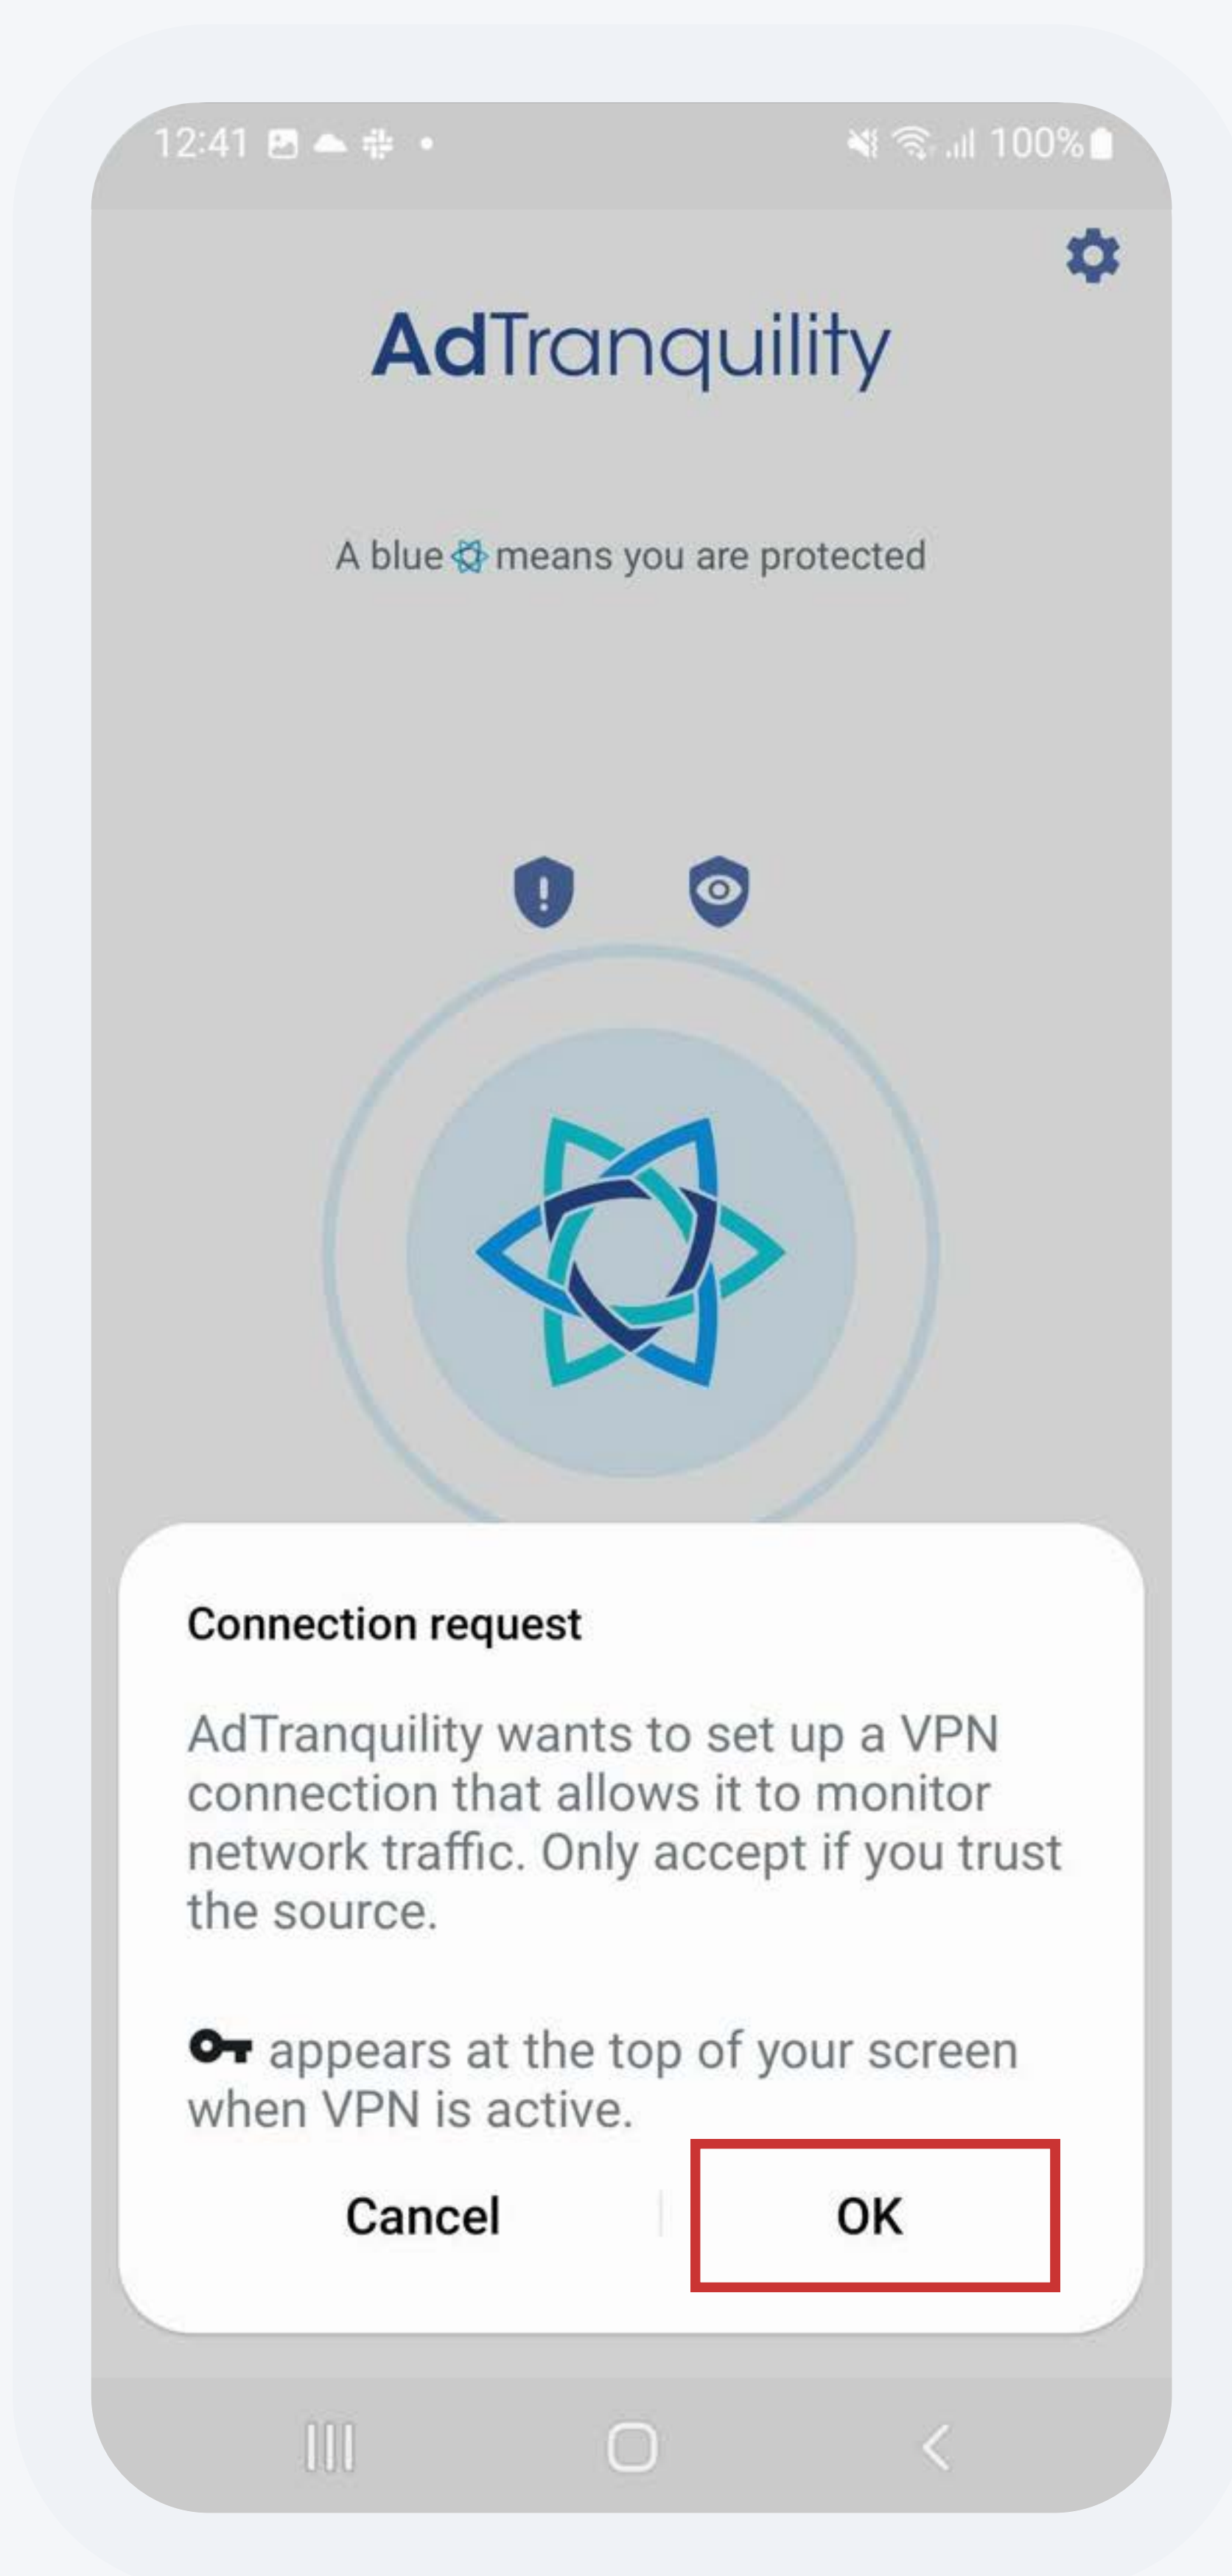 12:41
100%
AdTranquility
A blue means you are protected
Connection request
AdTranquility wants to set up a VPN
connection that allows it to monitor
network traffic. Only accept if you trust
the source.
appears at the top of your screen
when VPN is active.
Cancel
OK